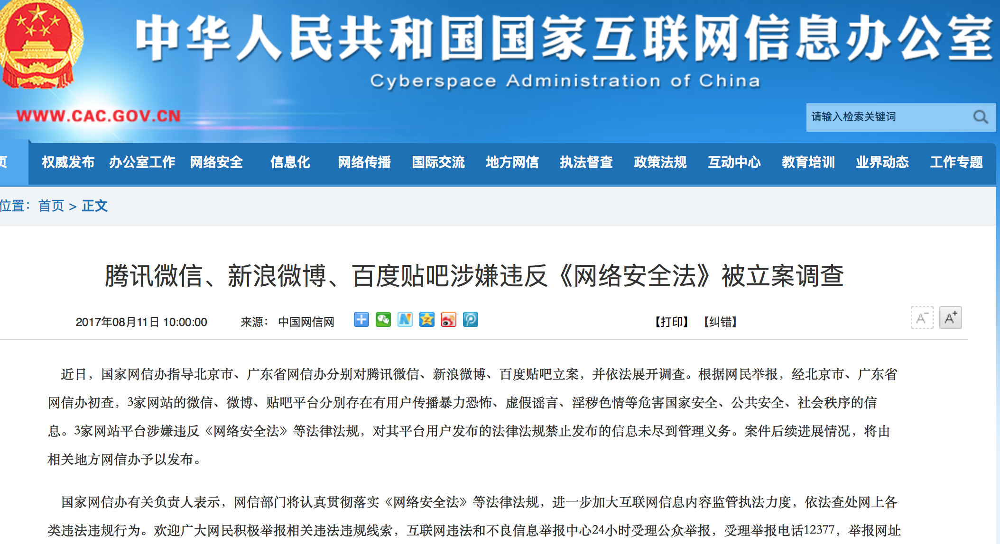 中华人民共和国国家互联网信息办公室
Cyberspace Administration of China
WWW.CAC.GOV.CN
请输入检索关键词
页 权威发布 办公室工作 网络安全 信息化 网络传播 国际交流 地方网信 执法督查 政策法规 互动中心 教育培训 业界动态 工作专题
位置：首页 > 正文
腾讯微信、新浪微博、百度贴吧涉嫌违反《网络安全法》被立案调查
2017年08月11日 10:00:00 来源： 中国网信网 【打印】 【纠错】 A- A+
近日，国家网信办指导北京市、广东省网信办分别对腾讯微信、新浪微博、百度贴吧立案，并依法展开调查。根据网民举报，经北京市、广东省
网信办初查，3家网站的微信、微博、贴吧平台分别存在有用户传播暴力恐怖、虚假谣言、淫秽色情等危害国家安全、公共安全、社会秩序的信
息。3家网站平台涉嫌违反《网络安全法》等法律法规，对其平台用户发布的法律法规禁止发布的信息未尽到管理义务。案件后续进展情况，将由
相关地方网信办予以发布。
国家网信办有关负责人表示，网信部门将认真贯彻落实《网络安全法》等法律法规，进一步加大互联网信息内容监管执法力度，依法查处网上各
类违法违规行为。欢迎广大网民积极举报相关违法违规线索，互联网违法和不良信息举报中心24小时受理公众举报，受理举报电话12377，举报网址